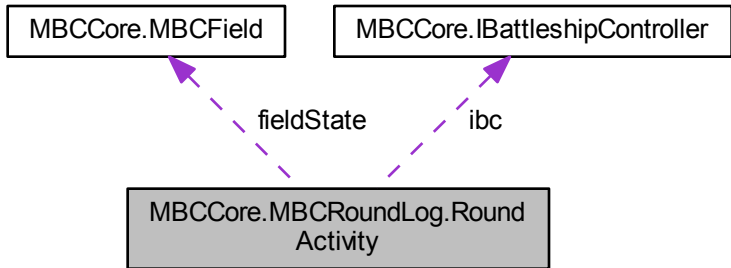 MBCCore.MBCField
MBCCore.IBattleshipController
fieldState
ibc
MBCCore.MBCRoundLog.Round
Activity